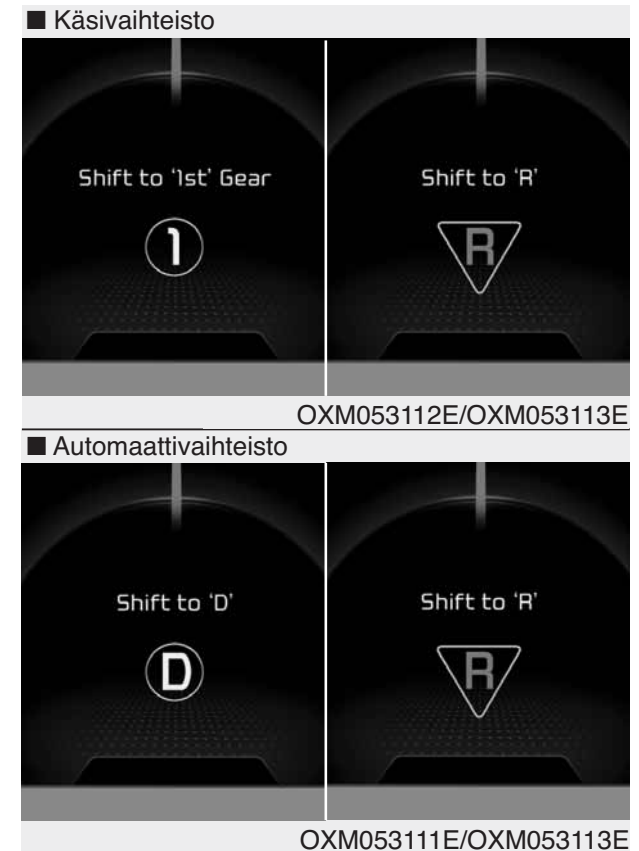 ■ Käsivaihteisto
Shift to ‘1st’ Gear
1
Shift to ‘R’
R
OXM053112E/OXM053113E
■ Automaattivaihteisto
Shift to ‘D’
D
Shift to ‘R’
R
OXM053111E/OXM053113E